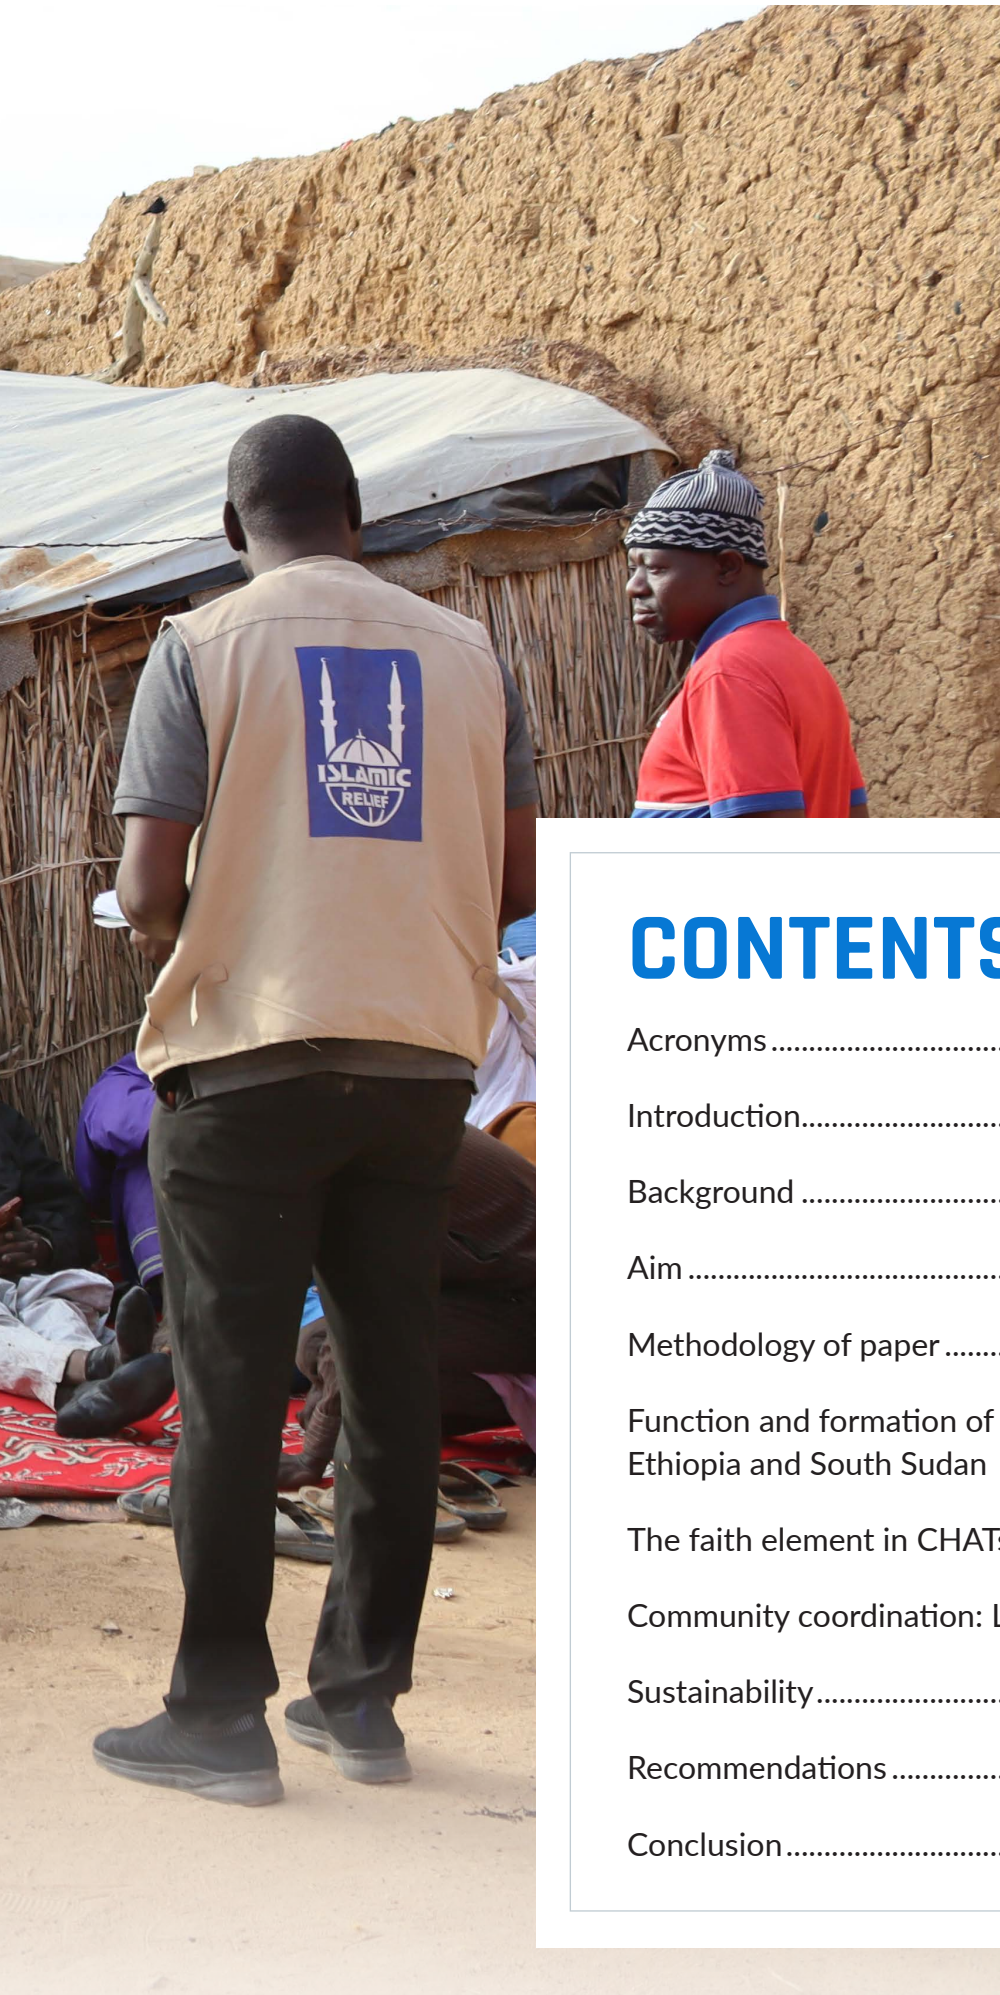 ISLAMIC
RELIEF
CONTENTS
Acronyms
Introduction
Background
Aim
Methodology of paper
Function and formation of
Ethiopia and South Sudan
The faith element in CHATs
Community coordination: L
Sustainability
Recommendations
Conclusion